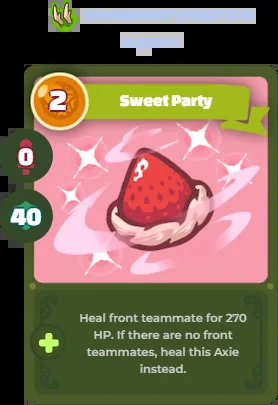 2
Sweet Party
0
40
Heal front teammate for 270
HP. If there are no front
teammates, heal this Axie
instead.